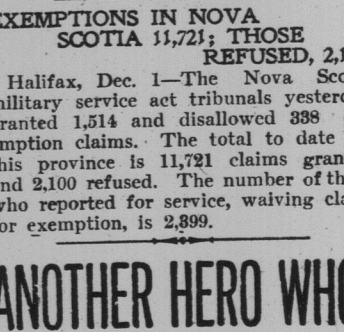 EXEMPTIONS IN NOVA
SCOTIA 11,721; THOSE
REFUSED, 2,1
Halifax, Dec. 1—The Nova Sco
military service act tribunals yesterd
ranted 1,514 and disallowed 338
mption claims. The total to date
his province is 11,721 claims gran
nd 2,100 refused. The number of th
who reported for service, waiving cla
or exemption, is 2,399.
ANOTHER HERO WHO